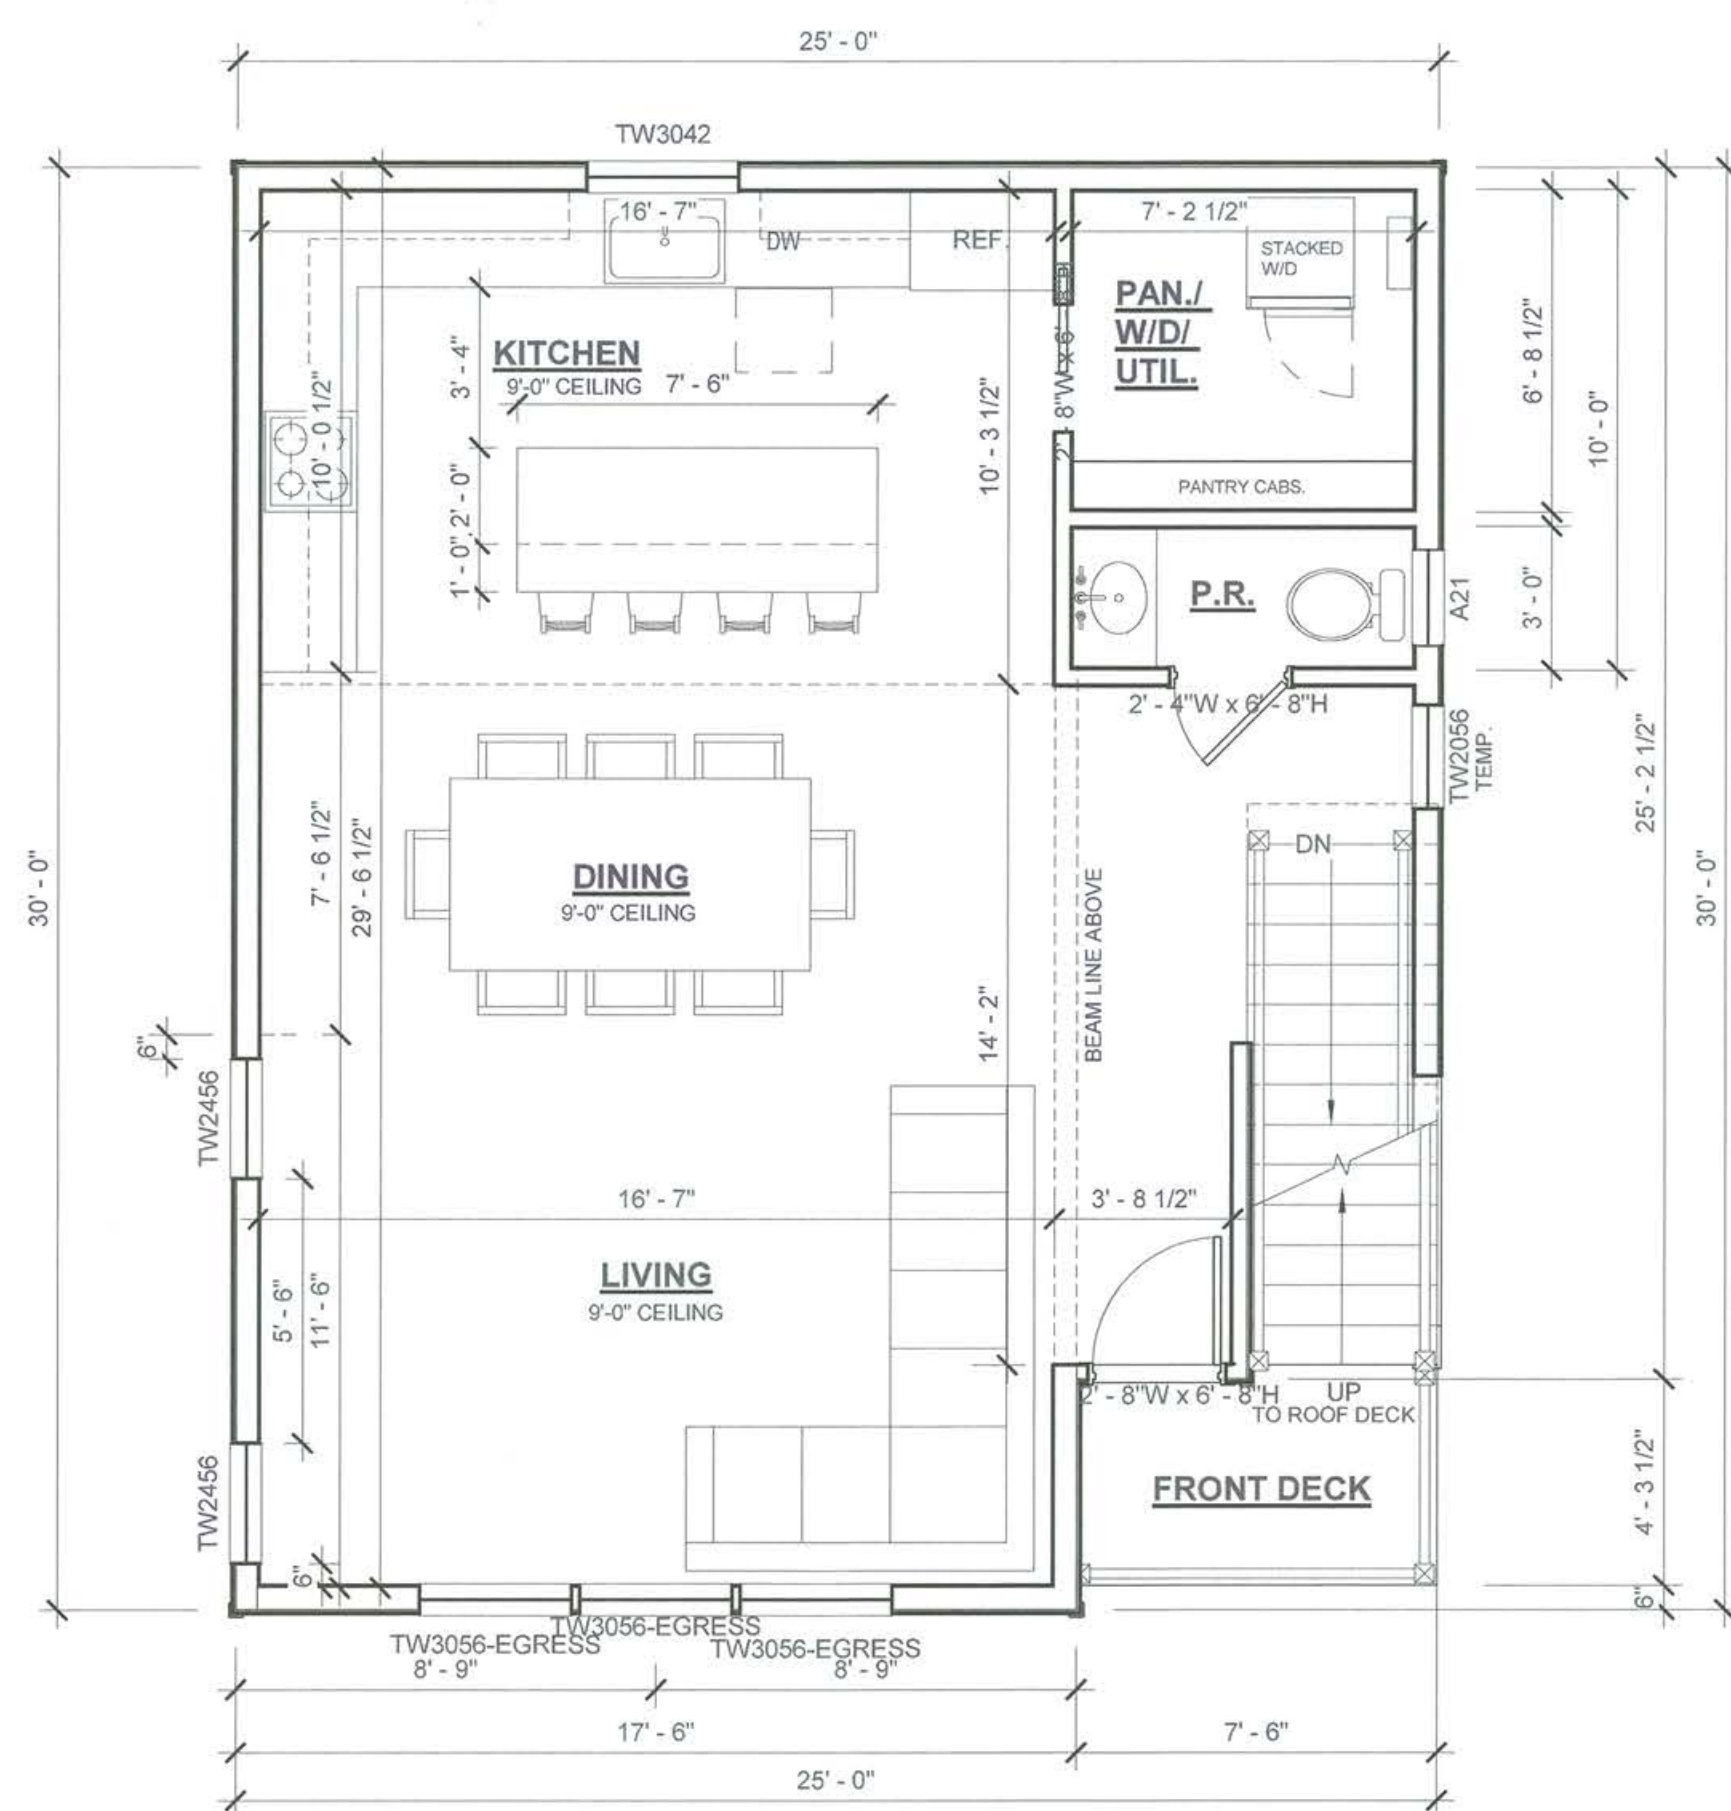 25' - 0"
TW3042
16' - 7"
7' - 2 1/2"
DW
REF.
STACKED
W/D
PAN./
W/D/
UTIL.
KITCHEN
9'-0" CEILING
7' - 6"
3' - 4"
10' - 0 1/2"
10' - 3 1/2"
2' - 8"W x 6'
6' - 8 1/2"
10' - 0"
1' - 0"
2' - 0"
PANTRY CABS.
P.R.
A21
3' - 0"
2' - 4"W x 6' - 8"H
TW2056
TEMP.
25' - 2 1/2"
30' - 0"
30' - 0"
7' - 6 1/2"
29' - 6 1/2"
DINING
9'-0" CEILING
BEAM LINE ABOVE
DN
14' - 2"
6"
TW2456
16' - 7"
3' - 8 1/2"
LIVING
9'-0" CEILING
5' - 6"
11' - 6"
2' - 8"W x 6' - 8"H
UP
TO ROOF DECK
FRONT DECK
4' - 3 1/2"
TW2456
6"
6"
TW3056-EGRESS
TW3056-EGRESS
TW3056-EGRESS
8' - 9"
8' - 9"
17' - 6"
7' - 6"
25' - 0"